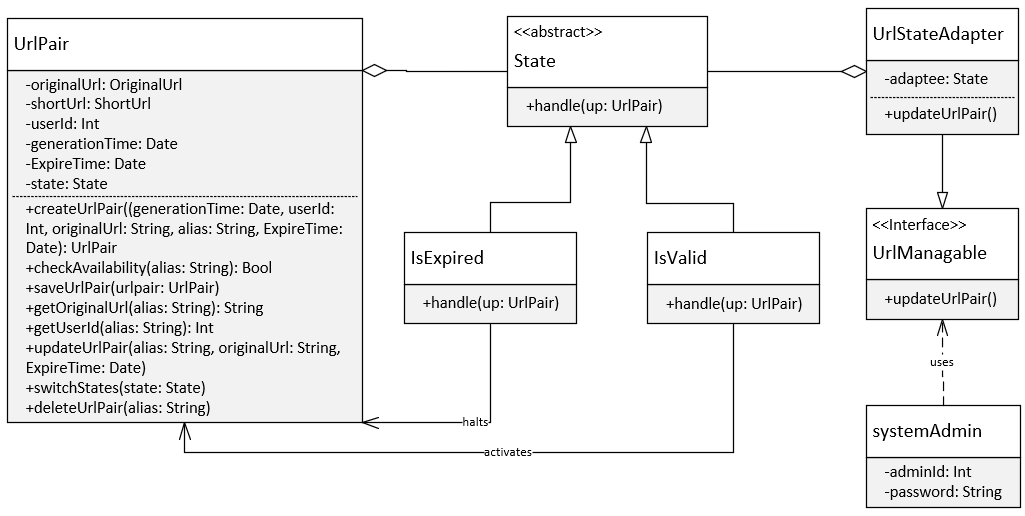 UrlPair
-originalUrl: OriginalUrl
-shortUrl: ShortUrl
-userId: Int
-generationTime: Date
-ExpireTime: Date
-state: State
+createUrlPair((generationTime: Date, userId:
Int, originalUrl: String, alias: String, ExpireTime:
Date): UrlPair
+checkAvailability(alias: String): Bool
+saveUrlPair(urlpair: UrlPair)
+getOriginalUrl(alias: String): String
+getUserId(alias: String): Int
+updateUrlPair(alias: String, originalUrl: String,
ExpireTime: Date)
+switchStates(state: State)
+deleteUrlPair(alias: String)
<<abstract>>
State
+handle(up: UrlPair)
IsExpired
+handle(up: UrlPair)
IsValid
+handle(up: UrlPair)
halts
activates
UrlStateAdapter
-adaptee: State
+updateUrlPair()
<<Interface>>
UrlManagable
+updateUrlPair()
uses
systemAdmin
-adminId: Int
-password: String